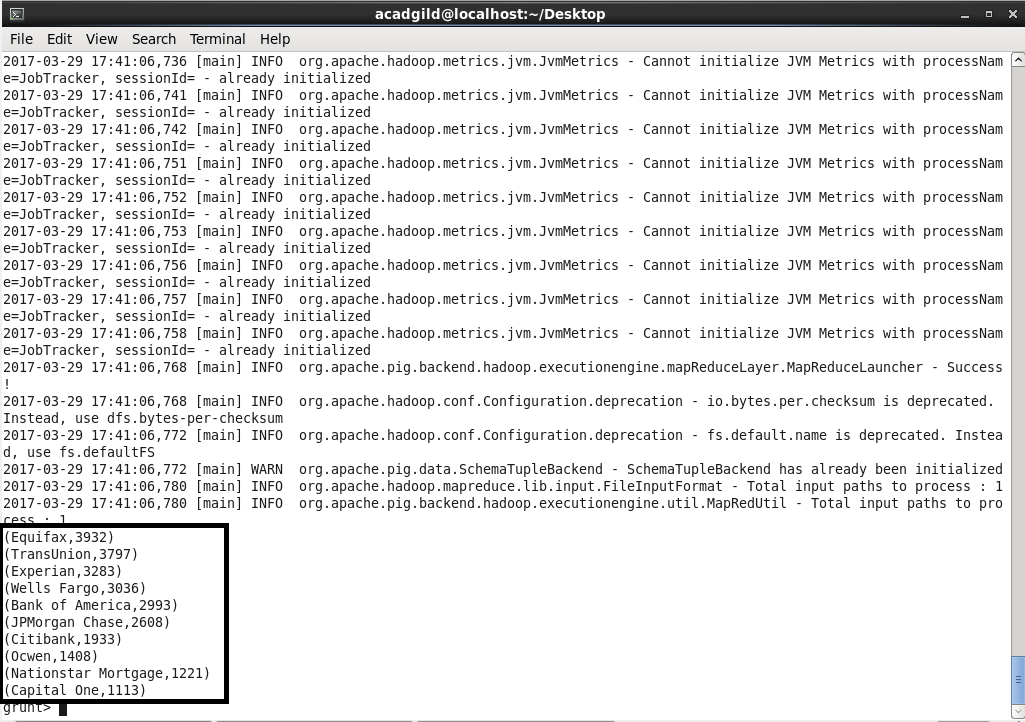 acadgild@localhost:~/Desktop
File Edit View Search Terminal Help
2017-03-29 17:41:06,736 [main] INFO  org.apache.hadoop.metrics.jvm.JvmMetrics - Cannot initialize JVM Metrics with processNam
e=JobTracker, sessionId= - already initialized
2017-03-29 17:41:06,741 [main] INFO  org.apache.hadoop.metrics.jvm.JvmMetrics - Cannot initialize JVM Metrics with processNam
e=JobTracker, sessionId= - already initialized
2017-03-29 17:41:06,742 [main] INFO  org.apache.hadoop.metrics.jvm.JvmMetrics - Cannot initialize JVM Metrics with processNam
e=JobTracker, sessionId= - already initialized
2017-03-29 17:41:06,751 [main] INFO  org.apache.hadoop.metrics.jvm.JvmMetrics - Cannot initialize JVM Metrics with processNam
e=JobTracker, sessionId= - already initialized
2017-03-29 17:41:06,752 [main] INFO  org.apache.hadoop.metrics.jvm.JvmMetrics - Cannot initialize JVM Metrics with processNam
e=JobTracker, sessionId= - already initialized
2017-03-29 17:41:06,753 [main] INFO  org.apache.hadoop.metrics.jvm.JvmMetrics - Cannot initialize JVM Metrics with processNam
e=JobTracker, sessionId= - already initialized
2017-03-29 17:41:06,756 [main] INFO  org.apache.hadoop.metrics.jvm.JvmMetrics - Cannot initialize JVM Metrics with processNam
e=JobTracker, sessionId= - already initialized
2017-03-29 17:41:06,757 [main] INFO  org.apache.hadoop.metrics.jvm.JvmMetrics - Cannot initialize JVM Metrics with processNam
e=JobTracker, sessionId= - already initialized
2017-03-29 17:41:06,758 [main] INFO  org.apache.hadoop.metrics.jvm.JvmMetrics - Cannot initialize JVM Metrics with processNam
e=JobTracker, sessionId= - already initialized
2017-03-29 17:41:06,768 [main] INFO  org.apache.pig.backend.hadoop.executionengine.mapReduceLayer.MapReduceLauncher - Success
!
2017-03-29 17:41:06,768 [main] INFO  org.apache.hadoop.conf.Configuration.deprecation - io.bytes.per.checksum is deprecated.
Instead, use dfs.bytes-per-checksum
2017-03-29 17:41:06,772 [main] INFO  org.apache.hadoop.conf.Configuration.deprecation - fs.default.name is deprecated. Instea
d, use fs.defaultFS
2017-03-29 17:41:06,772 [main] WARN  org.apache.pig.data.SchemaTupleBackend - SchemaTupleBackend has already been initialized
2017-03-29 17:41:06,780 [main] INFO  org.apache.hadoop.mapreduce.lib.input.FileInputFormat - Total input paths to process : 1
2017-03-29 17:41:06,780 [main] INFO  org.apache.pig.backend.hadoop.executionengine.util.MapRedUtil - Total input paths to pro
cess : 1
(Equifax,3932)
(TransUnion,3797)
(Experian,3283)
(Wells Fargo,3036)
(Bank of America,2993)
(JPMorgan Chase,2608)
(Citibank,1933)
(Ocwen,1408)
(Nationstar Mortgage,1221)
(Capital One,1113)
grunt>